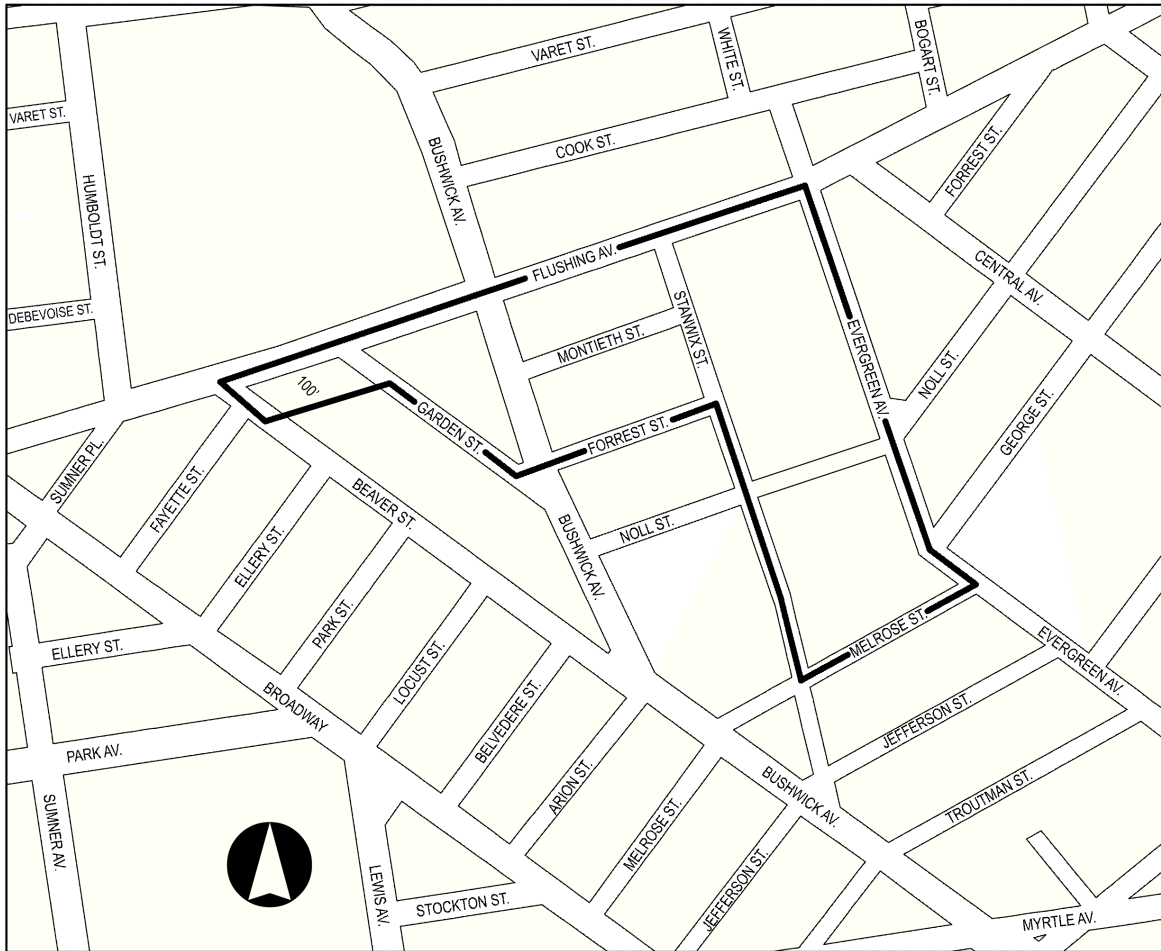 VARET ST.
WHITE ST.
BOGART ST.
VARET ST.
COOK ST.
BUSHWICK AV.
FORREST ST.
HUMBOLDT ST.
FLUSHING AV.
CENTRAL AV.
DEBEVOISE ST.
STANWIX ST.
MONTIETH ST.
EVERGREEN AV.
NOLL ST.
100'
GARDEN ST.
FORREST ST.
GEORGE ST.
SUMNER PL.
FAYETTE ST.
BEAVER ST.
ELLERY ST.
BUSHWICK AV.
NOLL ST.
PARK ST.
MELROSE ST.
EVERGREEN AV.
ELLERY ST.
LOCUST ST.
BROADWAY
BELVEDERE ST.
JEFFERSON ST.
PARK AV.
ARION ST.
BUSHWICK AV.
TROUTMAN ST.
SUMNER AV.
MELROSE ST.
LEWIS AV.
JEFFERSON ST.
STOCKTON ST.
MYRTLE AV.